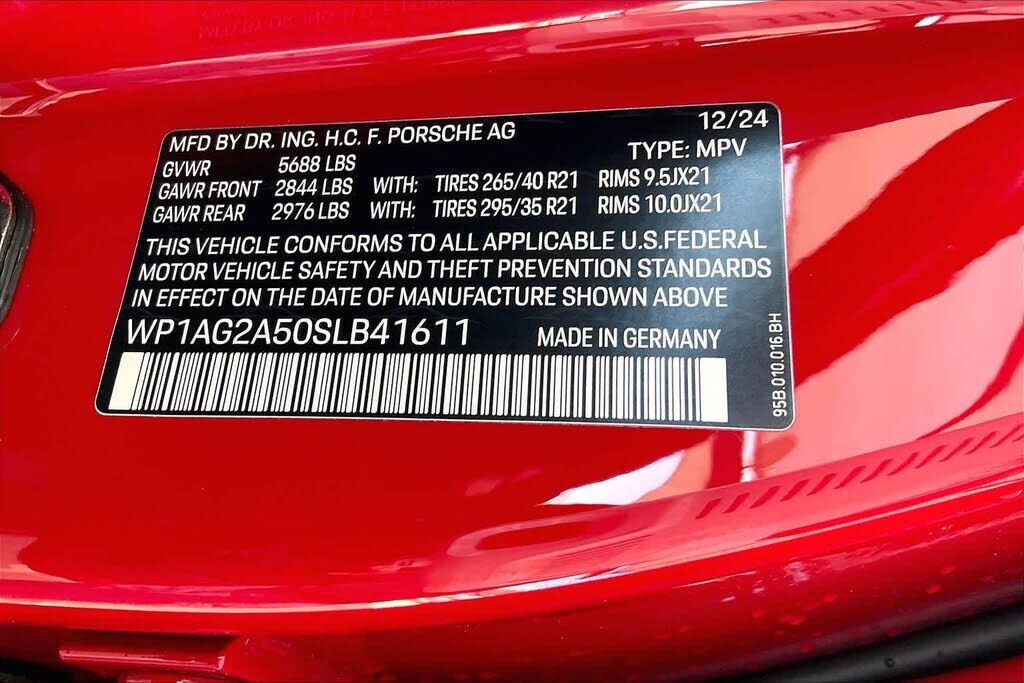 MFD BY DR. ING. H.C. F. PORSCHE AG 12/24
GVWR 5688 LBS TYPE: MPV
GAWR FRONT 2844 LBS WITH: TIRES 265/40 R21 RIMS 9.5JX21
GAWR REAR 2976 LBS WITH: TIRES 295/35 R21 RIMS 10.0JX21
THIS VEHICLE CONFORMS TO ALL APPLICABLE U.S.FEDERAL
MOTOR VEHICLE SAFETY AND THEFT PREVENTION STANDARDS
IN EFFECT ON THE DATE OF MANUFACTURE SHOWN ABOVE
WP1AG2A50SLB41611 MADE IN GERMANY
95B.010.016.BH